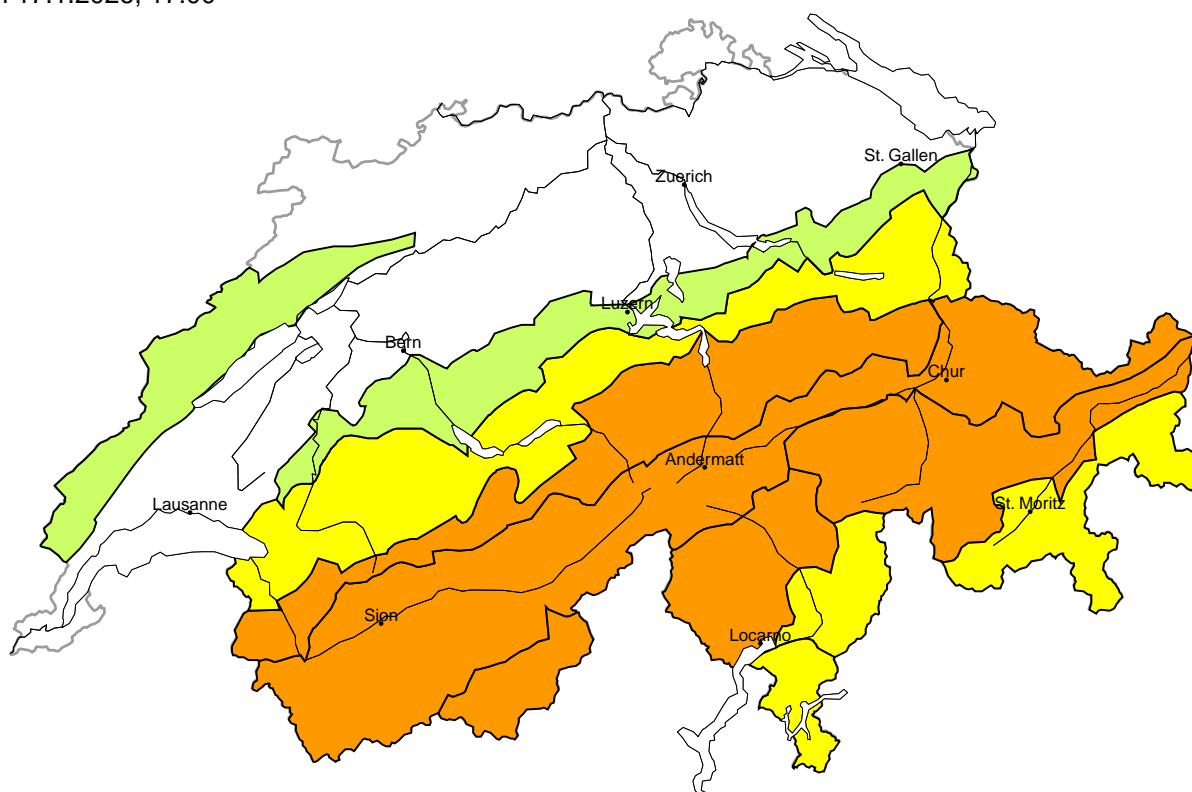 St. Gallen
Zuerich
Luzern
Bern
Chur
Andermatt
Lausanne
St. Moritz
Sion
Locarno